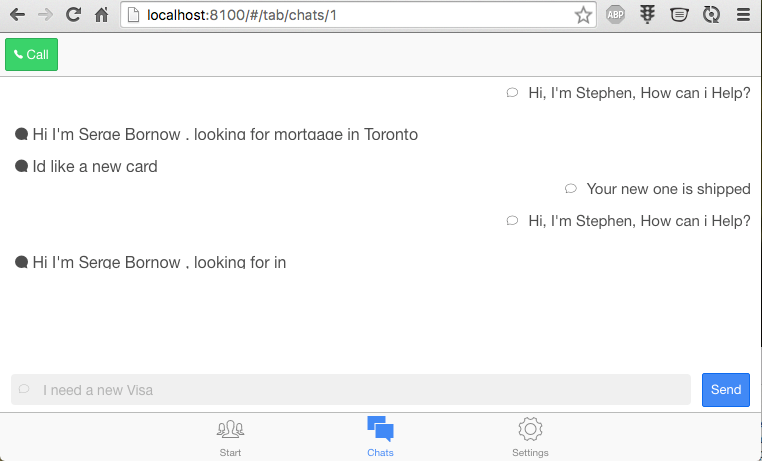 localhost:8100/#/tab/chats/1
ABP
Call
Hi, I'm Stephen, How can i Help?
Hi I'm Serge Bornow , looking for mortgage in Toronto
Id like a new card
Your new one is shipped
Hi, I'm Stephen, How can i Help?
Hi I'm Serge Bornow , looking for in
I need a new Visa
Send
Start
Chats
Settings